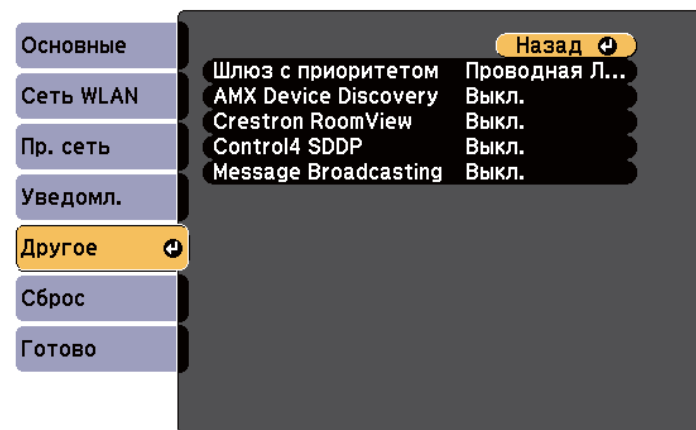 Основные
Сеть WLAN
Пр. сеть
Уведомл.
Другое
Сброс
Готово
Назад
Шлюз с приоритетом Проводная Л...
AMX Device Discovery Выкл.
Crestron RoomView Выкл.
Control4 SDDP Выкл.
Message Broadcasting Выкл.